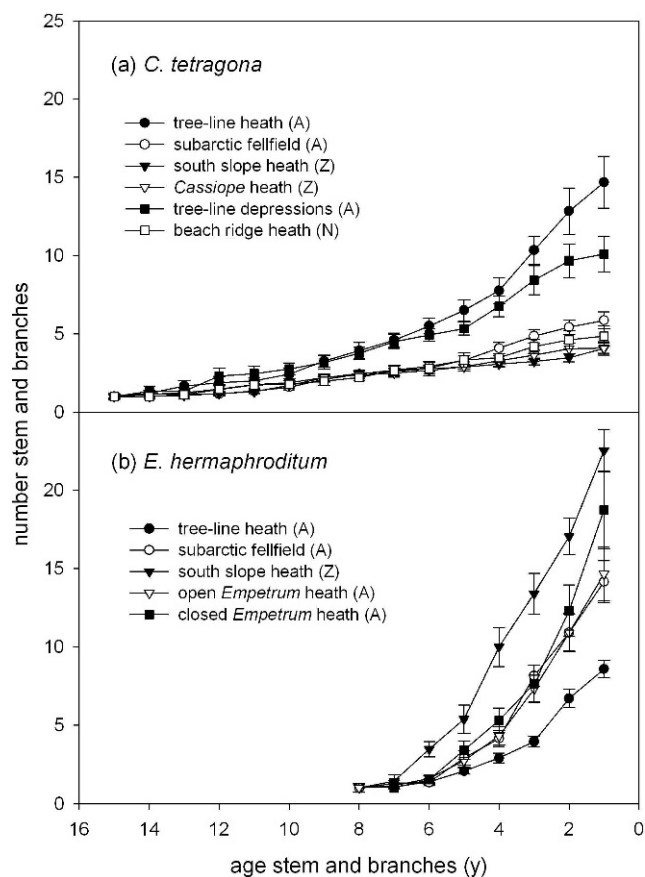 25
20
15
10
5
0
(a) C. tetragona
tree-line heath (A)
subarctic fellfield (A)
south slope heath (Z)
Cassiope heath (Z)
tree-line depressions (A)
beach ridge heath (N)
number stem and branches
20
15
10
5
0
(b) E. hermaphroditum
tree-line heath (A)
subarctic fellfield (A)
south slope heath (Z)
open Empetrum heath (A)
closed Empetrum heath (A)
16 14 12 10 8 6 4 2 0
age stem and branches (y)